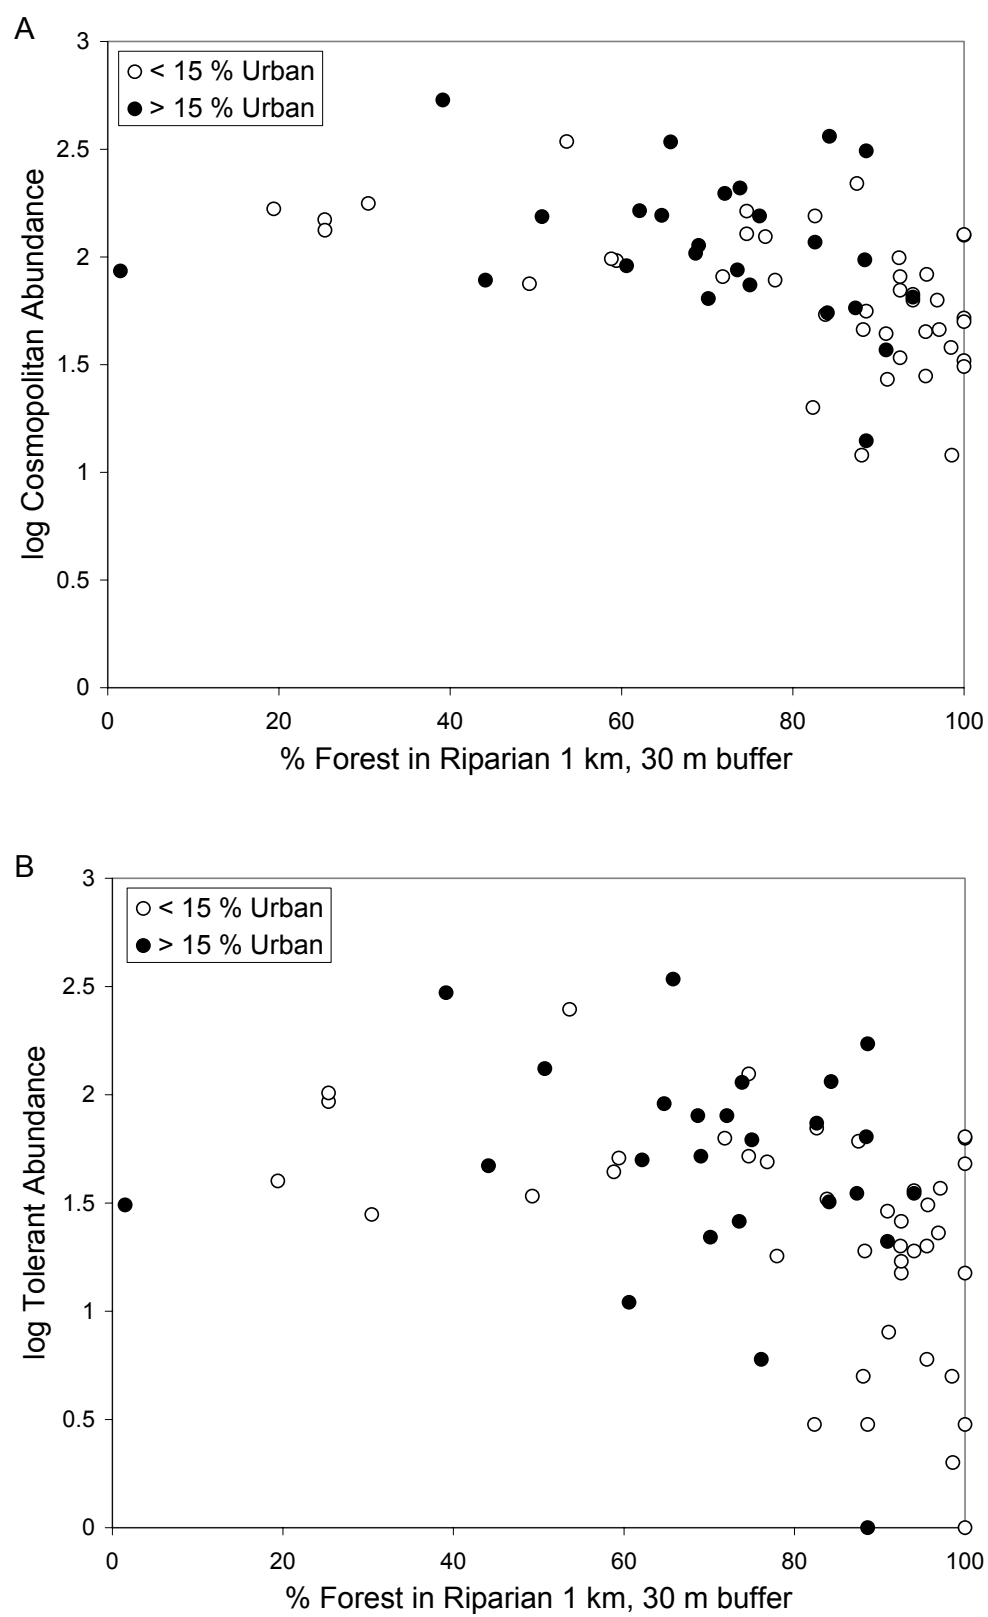 A
3
< 15 % Urban
> 15 % Urban
2.5
2
1.5
1
0.5
0
log Cosmopolitan Abundance
0 20 40 60 80 100
% Forest in Riparian 1 km, 30 m buffer
B
3
< 15 % Urban
> 15 % Urban
2.5
2
1.5
1
0.5
0
log Tolerant Abundance
0 20 40 60 80 100
% Forest in Riparian 1 km, 30 m buffer